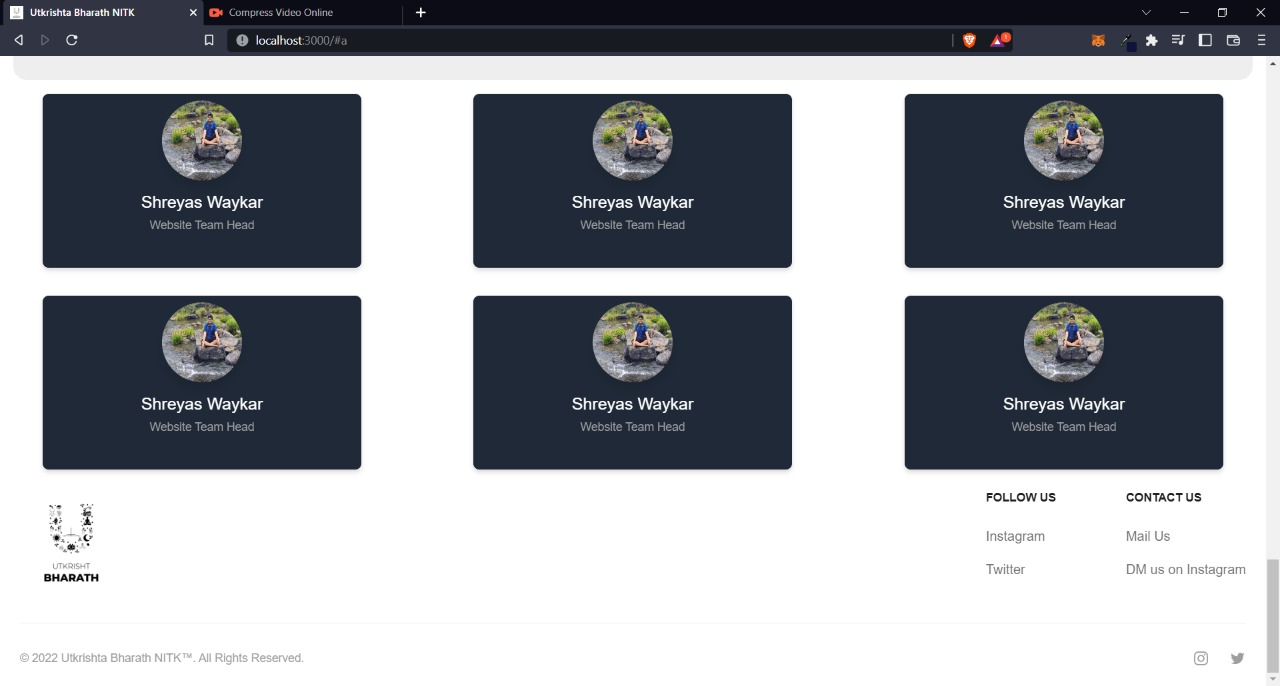 Utkrishta Bharath NITK
Compress Video Online
localhost:3000/#a
Shreyas Waykar
Website Team Head
Shreyas Waykar
Website Team Head
Shreyas Waykar
Website Team Head
Shreyas Waykar
Website Team Head
Shreyas Waykar
Website Team Head
Shreyas Waykar
Website Team Head
UTKRISHT
BHARATH
FOLLOW US
Instagram
Twitter
CONTACT US
Mail Us
DM us on Instagram
© 2022 Utkrishta Bharath NITK™. All Rights Reserved.